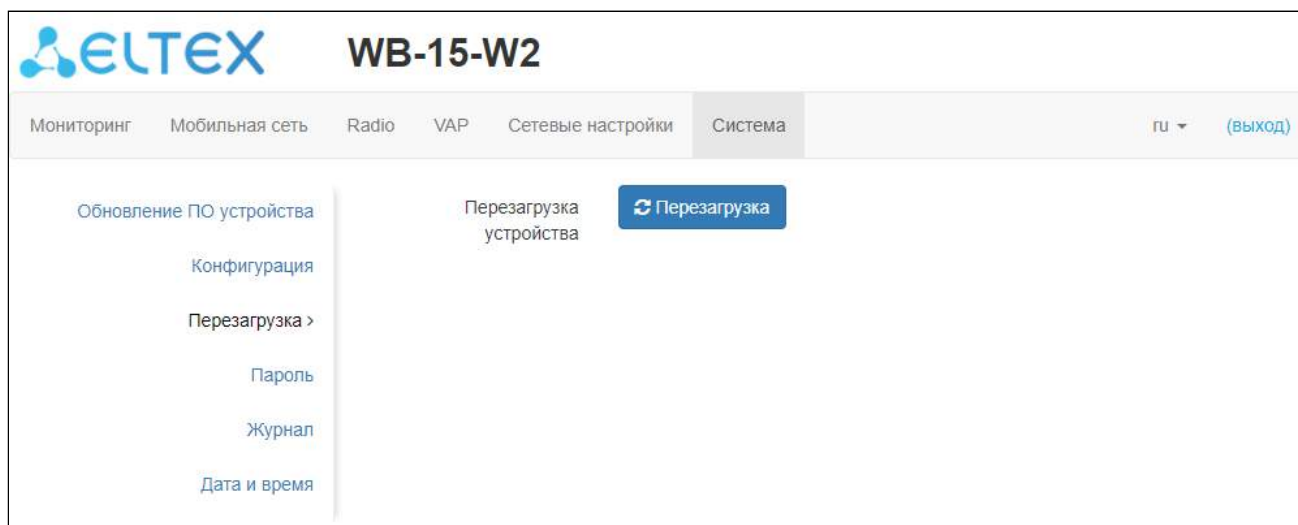 ELTEX WB-15-W2
Мониторинг Мобильная сеть Radio VAP Сетевые настройки Система ru (выход)
Обновление ПО устройства
Конфигурация
Перезагрузка >
Пароль
Журнал
Дата и время
Перезагрузка
устройства
Перезагрузка